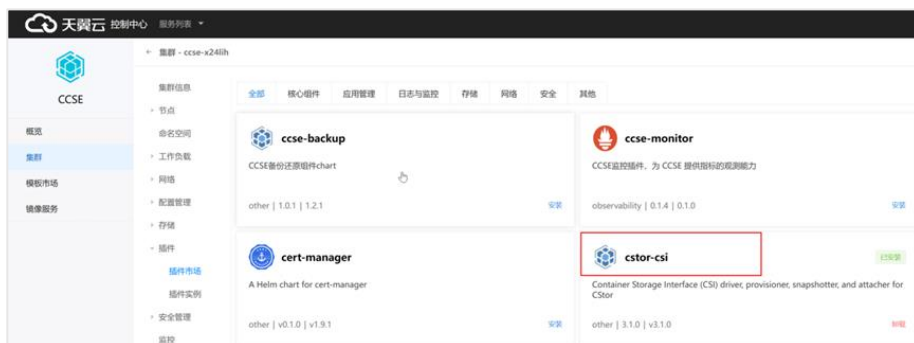 天翼云 控制中心 服务列表
CCSE
概览
集群
模板市场
镜像服务
← 集群 - ccse-x24lih
集群信息
节点
命名空间
工作负载
网络
配置管理
存储
插件
插件市场
插件实例
安全管理
监控
全部 核心组件 应用管理 日志与监控 存储 网络 安全 其他
ccse-backup
CCSE备份还原组件chart
other | 1.0.1 | 1.2.1 安装
ccse-monitor
CCSE监控插件，为 CCSE 提供指标的观测能力
observability | 0.1.4 | 0.1.0 安装
cert-manager
A Helm chart for cert-manager
other | v0.1.0 | v1.9.1 安装
cstor-csi 已安装
Container Storage Interface (CSI) driver, provisioner, snapshotter, and attacher for
CStor
other | 3.1.0 | v3.1.0 卸载